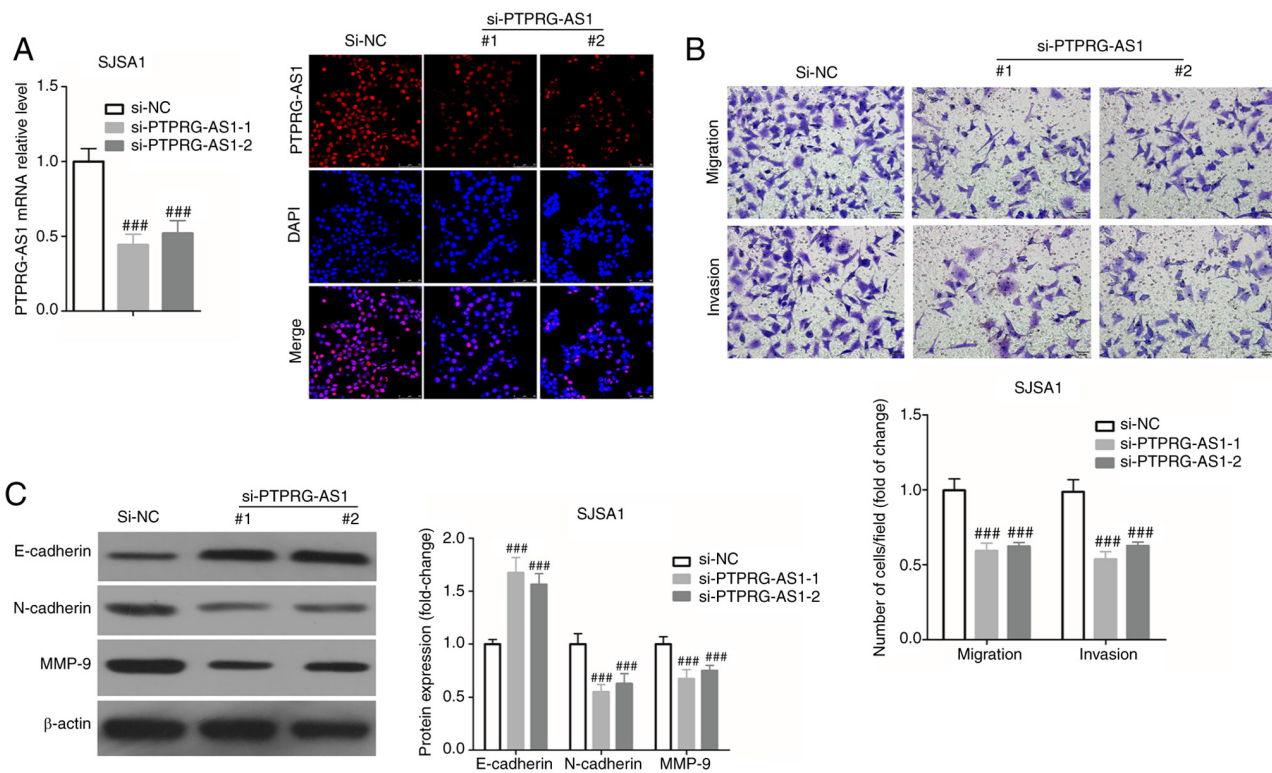 A
SJSA1
si-NC
si-PTPRG-AS1-1
si-PTPRG-AS1-2
PTPRG-AS1 mRNA relative level
1.5
1.0
0.5
0.0
###
###
si-PTPRG-AS1
Si-NC
#1
#2
PTPRG-AS1
DAPI
Merge
B
si-PTPRG-AS1
Si-NC
#1
#2
Migration
Invasion
SJSA1
si-NC
si-PTPRG-AS1-1
si-PTPRG-AS1-2
Number of cells/field (fold of change)
1.5
1.0
0.5
0.0
### ###
### ###
Migration
Invasion
C
si-PTPRG-AS1
Si-NC
#1
#2
E-cadherin
N-cadherin
MMP-9
β-actin
SJSA1
si-NC
si-PTPRG-AS1-1
si-PTPRG-AS1-2
Protein expression (fold-change)
2.0
1.5
1.0
0.5
0.0
###
###
###
###
###
###
E-cadherin
N-cadherin
MMP-9